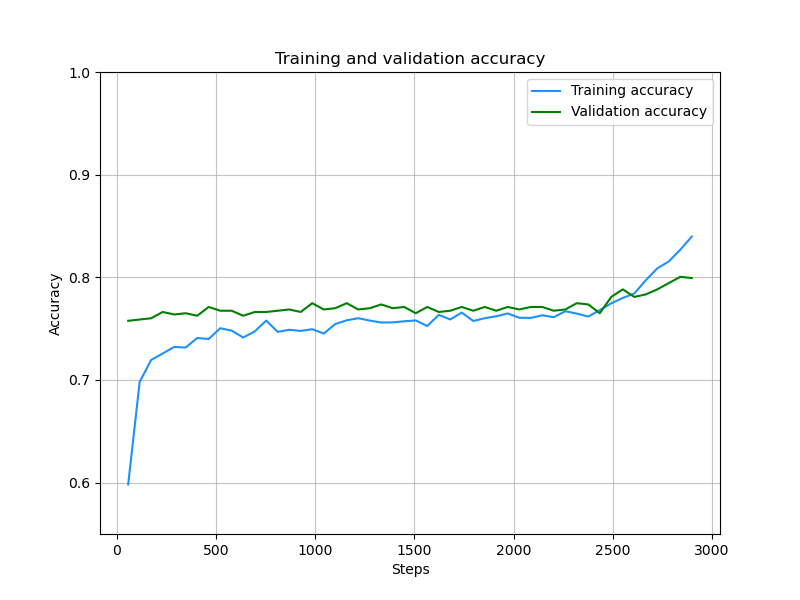 Training and validation accuracy
Training accuracy
Validation accuracy
1.0
0.9
0.8
0.7
0.6
Accuracy
0
500
1000
1500
2000
2500
3000
Steps